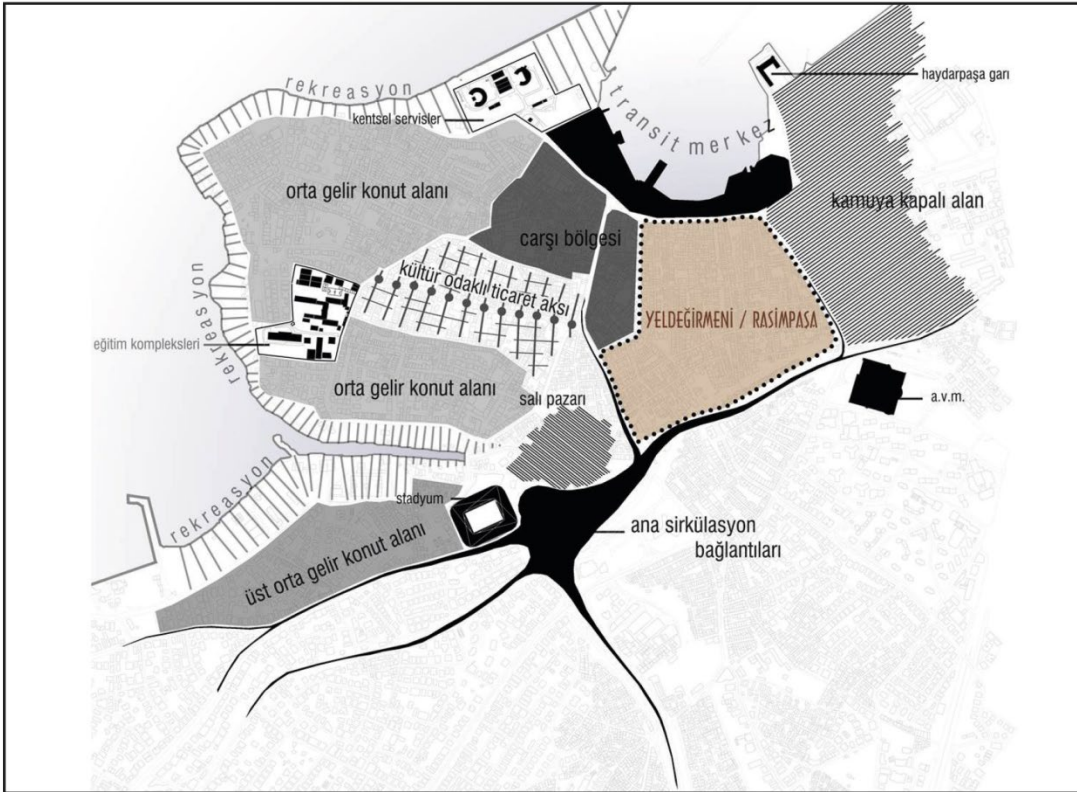 rekreasyon
kentsel servisler
transit merkez
haydarpaşa garı
orta gelir konut alanı
kamuya kapalı alan
carşı bölgesi
kültür odaklı ticaret aksı
YELDEĞİRMENİ / RASİMPAŞA
rekreasyon
eğitim kompleksleri
orta gelir konut alanı
salı pazarı
a.v.m.
rekreasyon
stadyum
ana sirkülasyon
bağlantıları
üst orta gelir konut alanı